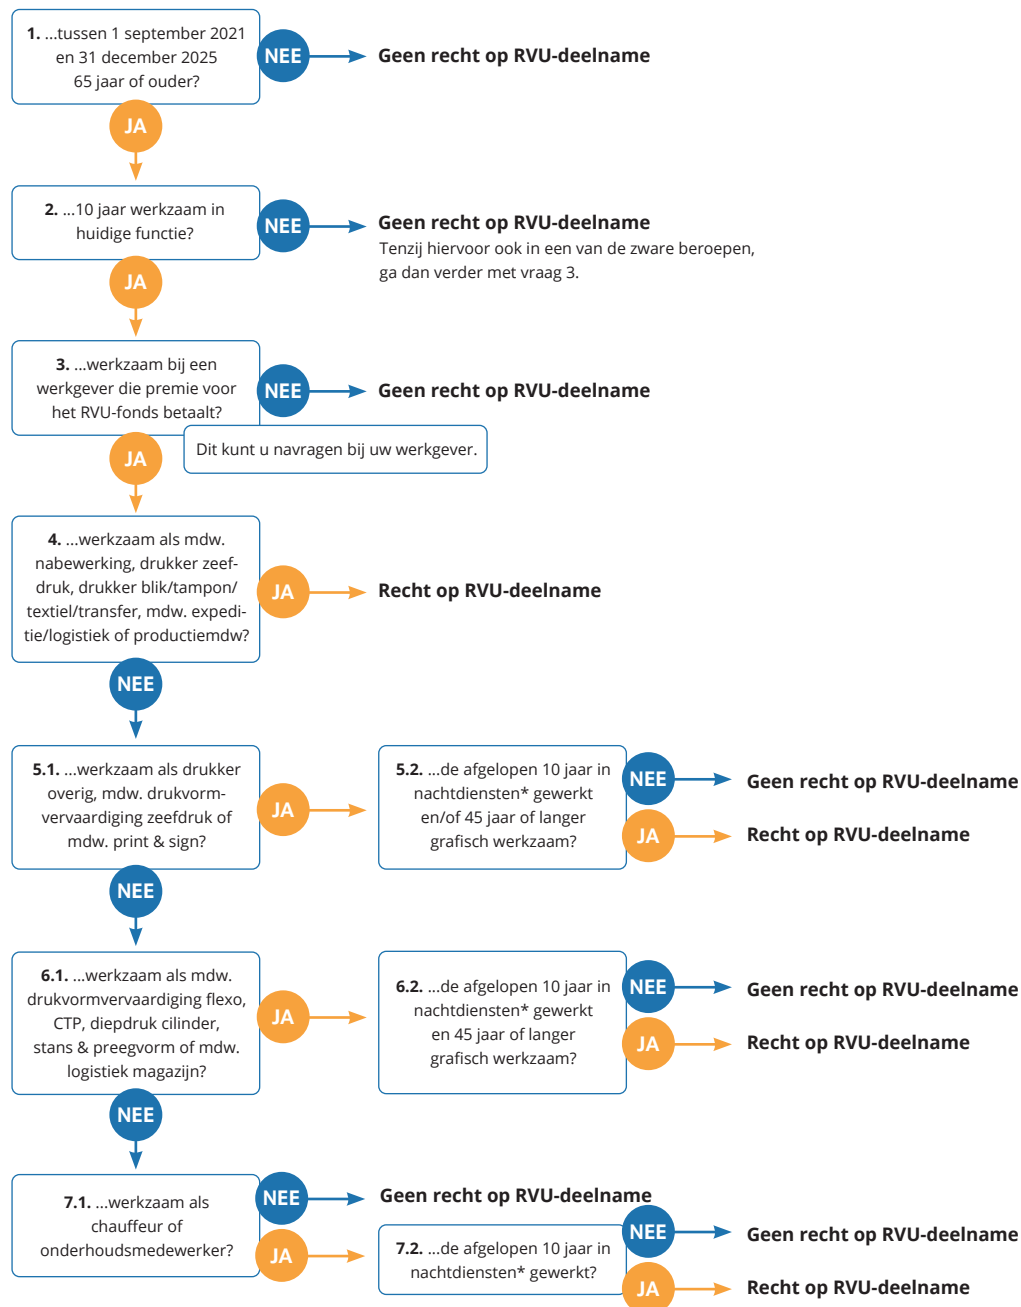 1. ...tussen 1 september 2021
en 31 december 2025
65 jaar of ouder?
NEE
Geen recht op RVU-deelname
JA
2. ...10 jaar werkzaam in
huidige functie?
NEE
Geen recht op RVU-deelname
Tenzij hiervoor ook in een van de zware beroepen,
ga dan verder met vraag 3.
JA
3. ...werkzaam bij een
werkgever die premie voor
het RVU-fonds betaalt?
NEE
Geen recht op RVU-deelname
Dit kunt u navragen bij uw werkgever.
JA
4. ...werkzaam als mdw.
nabewerking, drukker zeef-
druk, drukker blik/tampon/
textiel/transfer, mdw. expedi-
tie/logistiek of productiemdw?
JA
Recht op RVU-deelname
NEE
5.1. ...werkzaam als drukker
overig, mdw. drukvorm-
vervaardiging zeefdruk of
mdw. print & sign?
JA
5.2. ...de afgelopen 10 jaar in
nachtdiensten* gewerkt
en/of 45 jaar of langer
grafisch werkzaam?
NEE
Geen recht op RVU-deelname
JA
Recht op RVU-deelname
NEE
6.1. ...werkzaam als mdw.
drukvormvervaardiging flexo,
CTP, diepdruk cilinder,
stans & preegvorm of mdw.
logistiek magazijn?
JA
6.2. ...de afgelopen 10 jaar in
nachtdiensten* gewerkt
en 45 jaar of langer
grafisch werkzaam?
NEE
Geen recht op RVU-deelname
JA
Recht op RVU-deelname
NEE
7.1. ...werkzaam als
chauffeur of
onderhoudsmedewerker?
NEE
Geen recht op RVU-deelname
JA
7.2. ...de afgelopen 10 jaar in
nachtdiensten* gewerkt?
NEE
Geen recht op RVU-deelname
JA
Recht op RVU-deelname